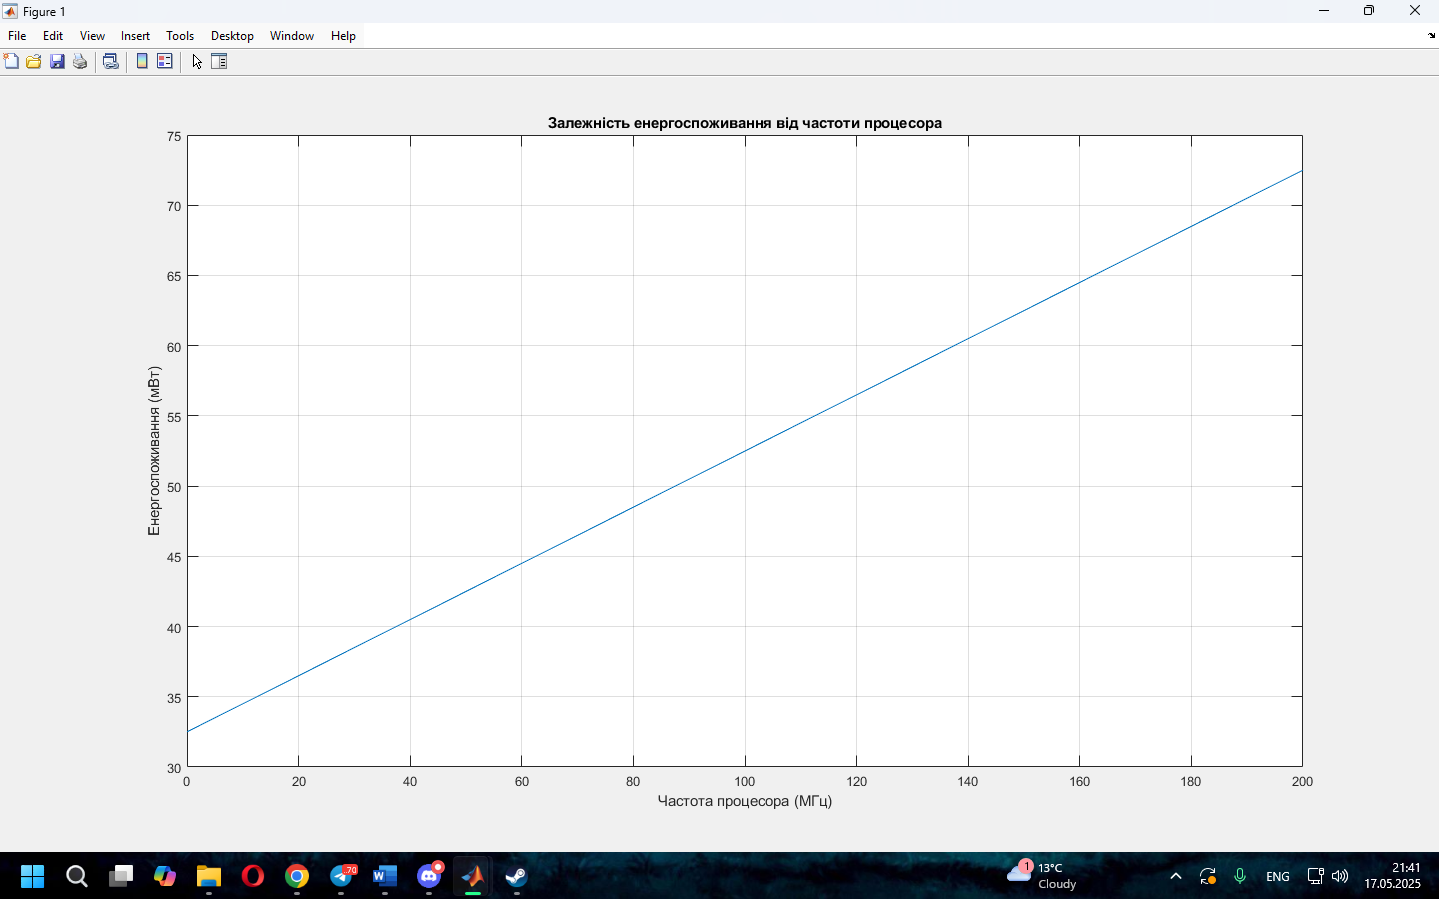 Figure 1
File Edit View Insert Tools Desktop Window Help
Залежність енергоспоживання від частоти процесора
75
70
65
60
55
50
45
40
35
30
Енергоспоживання (мВт)
0 20 40 60 80 100 120 140 160 180 200
Частота процесора (МГц)
70
W
1
13°C
Cloudy
ENG
21:41
17.05.2025